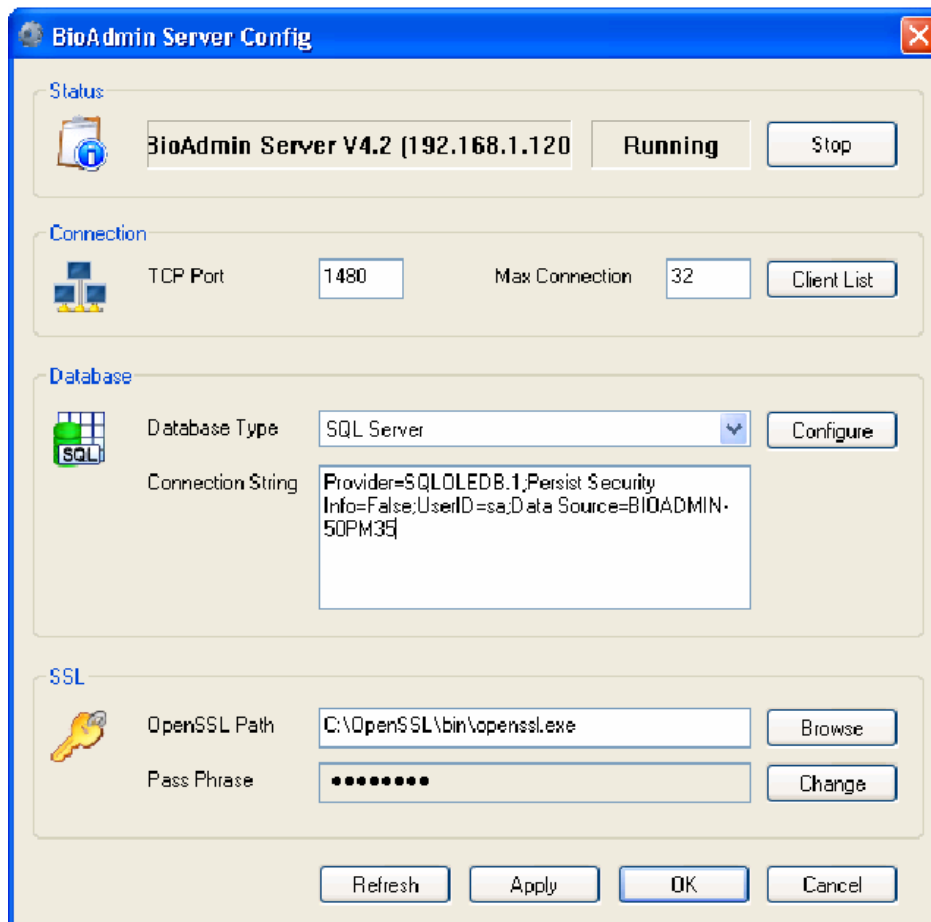 BioAdmin Server Config
Status
BioAdmin Server V4.2 (192.168.1.120
Running
Stop
Connection
TCP Port
1480
Max Connection
32
Client List
Database
Database Type
SQL Server
Configure
SQL
Connection String
Provider=SQLOLEDB.1;Persist Security
Info=False;UserID=sa;Data Source=BIOADMIN-
50PM35
SSL
OpenSSL Path
C:\OpenSSL\bin\openssl.exe
Browse
Pass Phrase
••••••••
Change
Refresh
Apply
OK
Cancel